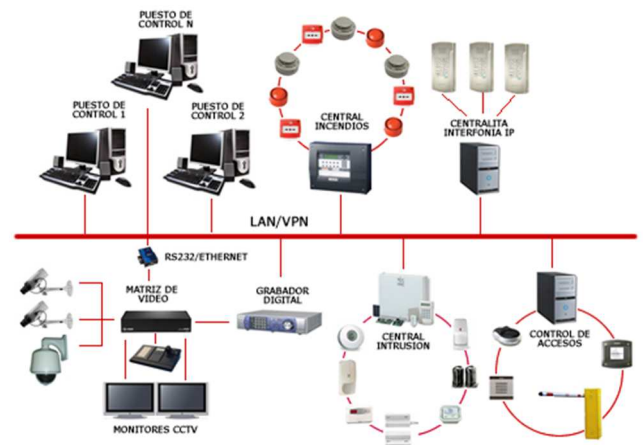 PUESTO DE
CONTROL N
PUESTO DE
CONTROL 1
PUESTO DE
CONTROL 2
CENTRAL
INCENDIOS
CENTRALITA
INTERFONIA IP
LAN/VPN
RS232/ETHERNET
MATRIZ DE
VIDEO
GRABADOR
DIGITAL
CENTRAL
INTRUSION
CONTROL DE
ACCESOS
MONITORES CCTV